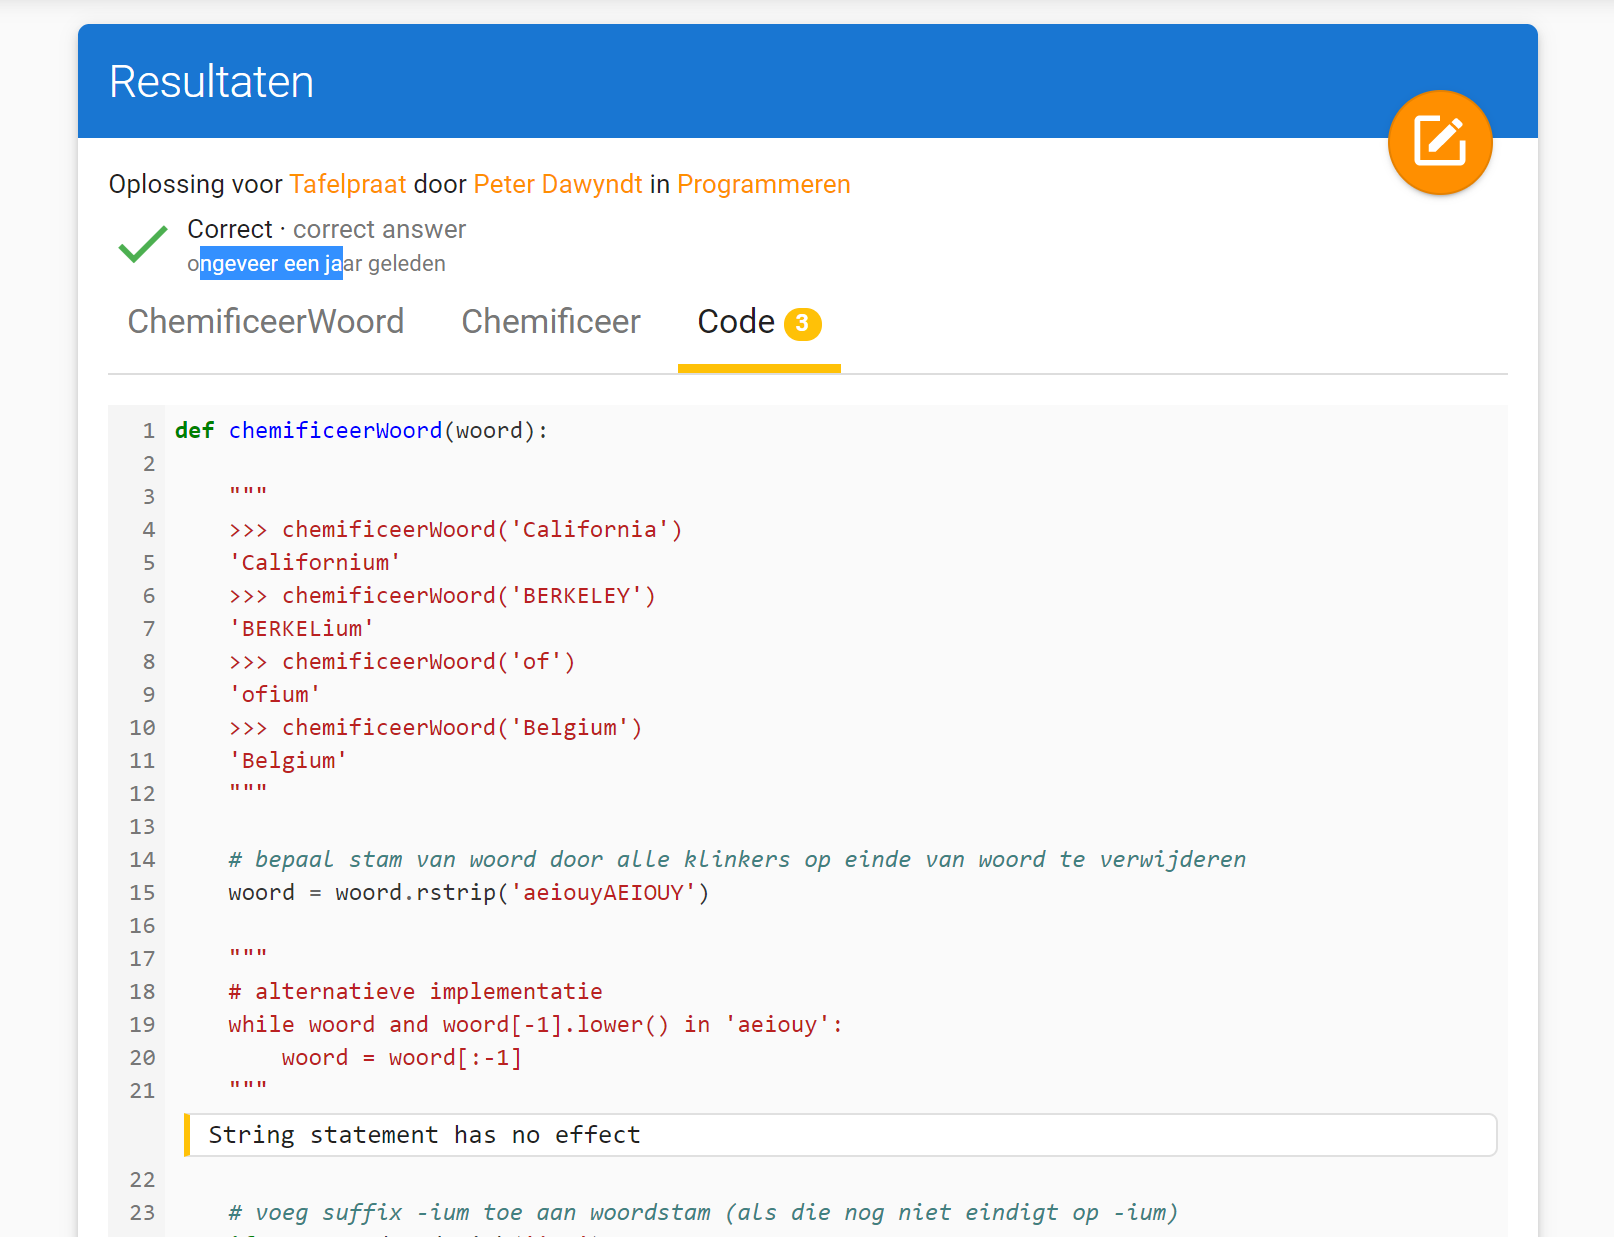 Resultaten
Oplossing voor Tafelpraat door Peter Dawyndt in Programmeren
Correct · correct answer
ongeveer een jaar geleden
ChemificeerWoord Chemificeer Code 3
1 def chemificeerWoord(woord):
2
3 """
4 >>> chemificeerWoord('California')
5 'Californium'
6 >>> chemificeerWoord('BERKELEY')
7 'BERKELium'
8 >>> chemificeerWoord('of')
9 'ofium'
10 >>> chemificeerWoord('Belgium')
11 'Belgium'
12 """
13
14 # bepaal stam van woord door alle klinkers op einde van woord te verwijderen
15 woord = woord.rstrip('aeiouyAEIOUY')
16
17 """
18 # alternatieve implementatie
19 while woord and woord[-1].lower() in 'aeiouy':
20 woord = woord[:-1]
21 """
String statement has no effect
22
23 # voeg suffix -ium toe aan woordstam (als die nog niet eindigt op -ium)